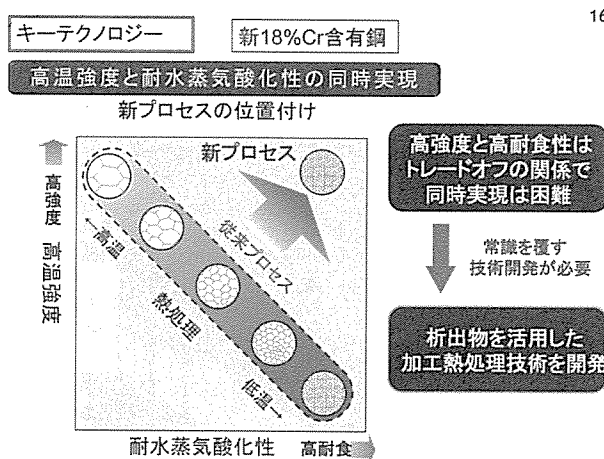 16
キーテクノロジー
新18%Cr含有鋼
高温強度と耐水蒸気酸化性の同時実現
新プロセスの位置付け
新プロセス
高強度
高温強度
←高温
従来プロセス
熱処理
低温→
耐水蒸気酸化性
高耐食
高強度と高耐食性は
トレードオフの関係で
同時実現は困難
常識を覆す
技術開発が必要
析出物を活用した
加工熱処理技術を開発